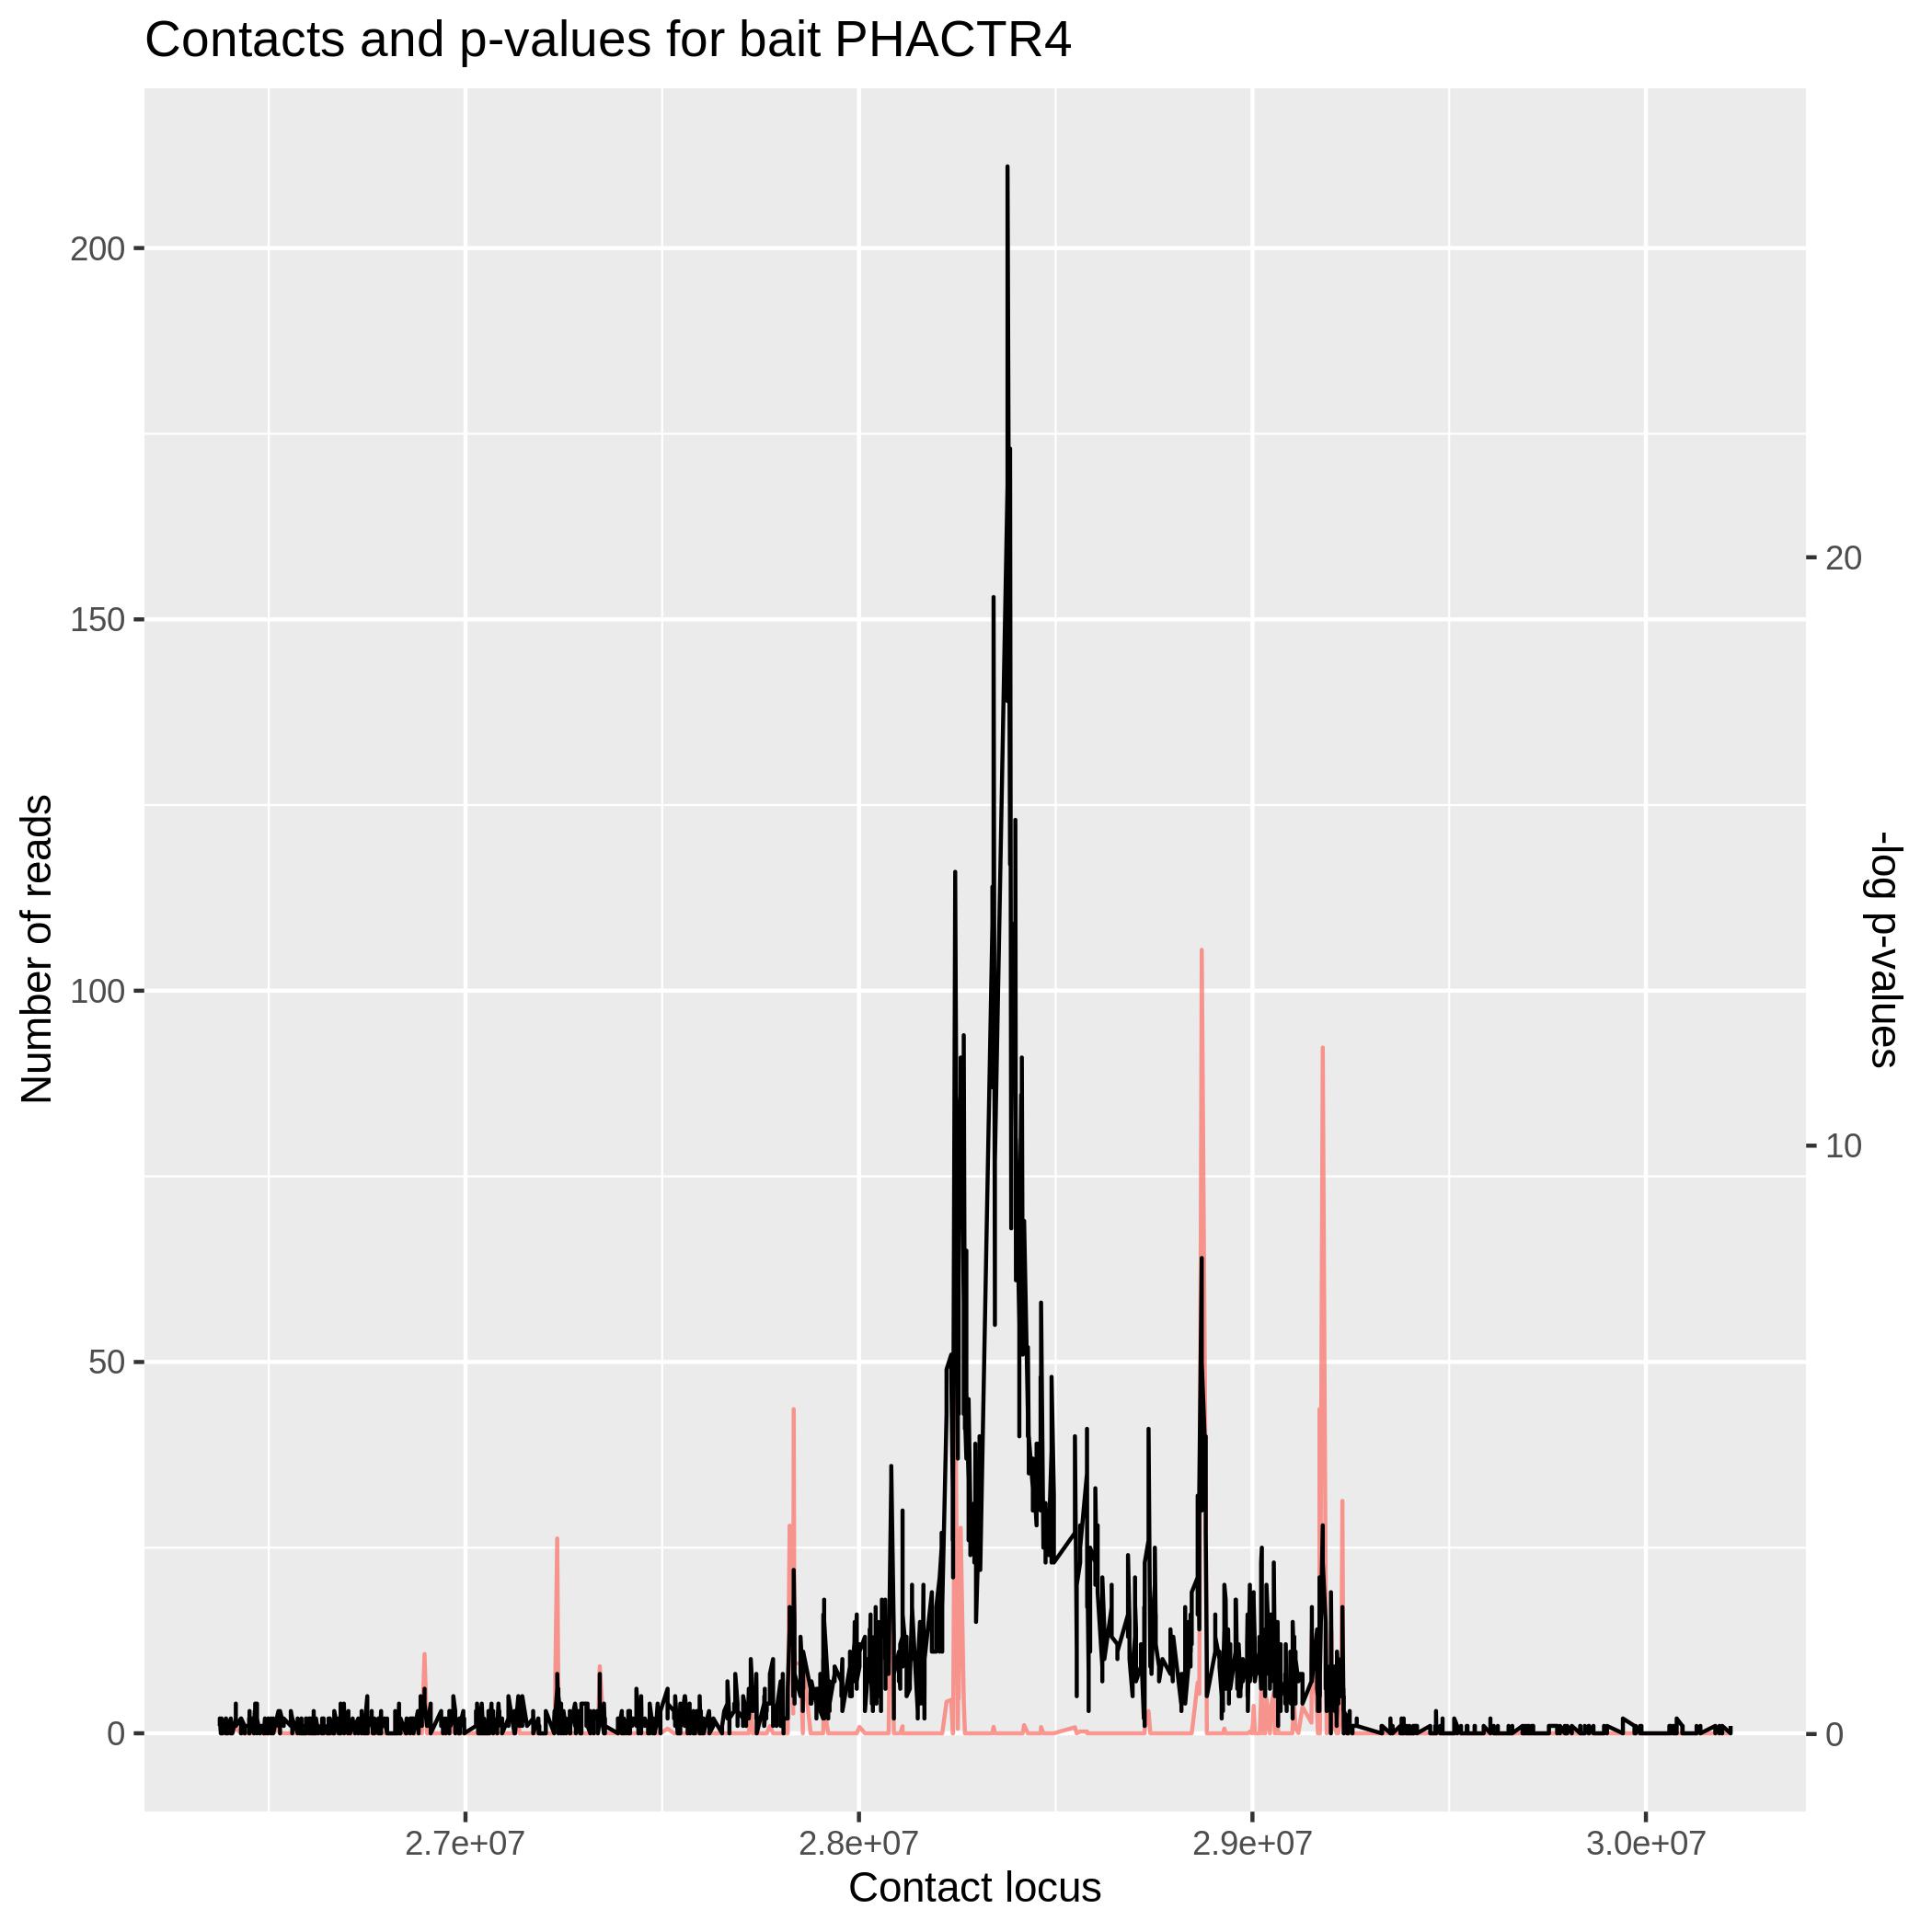 Contacts and p-values for bait PHACTR4
Number of reads
200
150
100
50
0
20
10
0
-log p-values
2.7e+07
2.8e+07
2.9e+07
3.0e+07
Contact locus